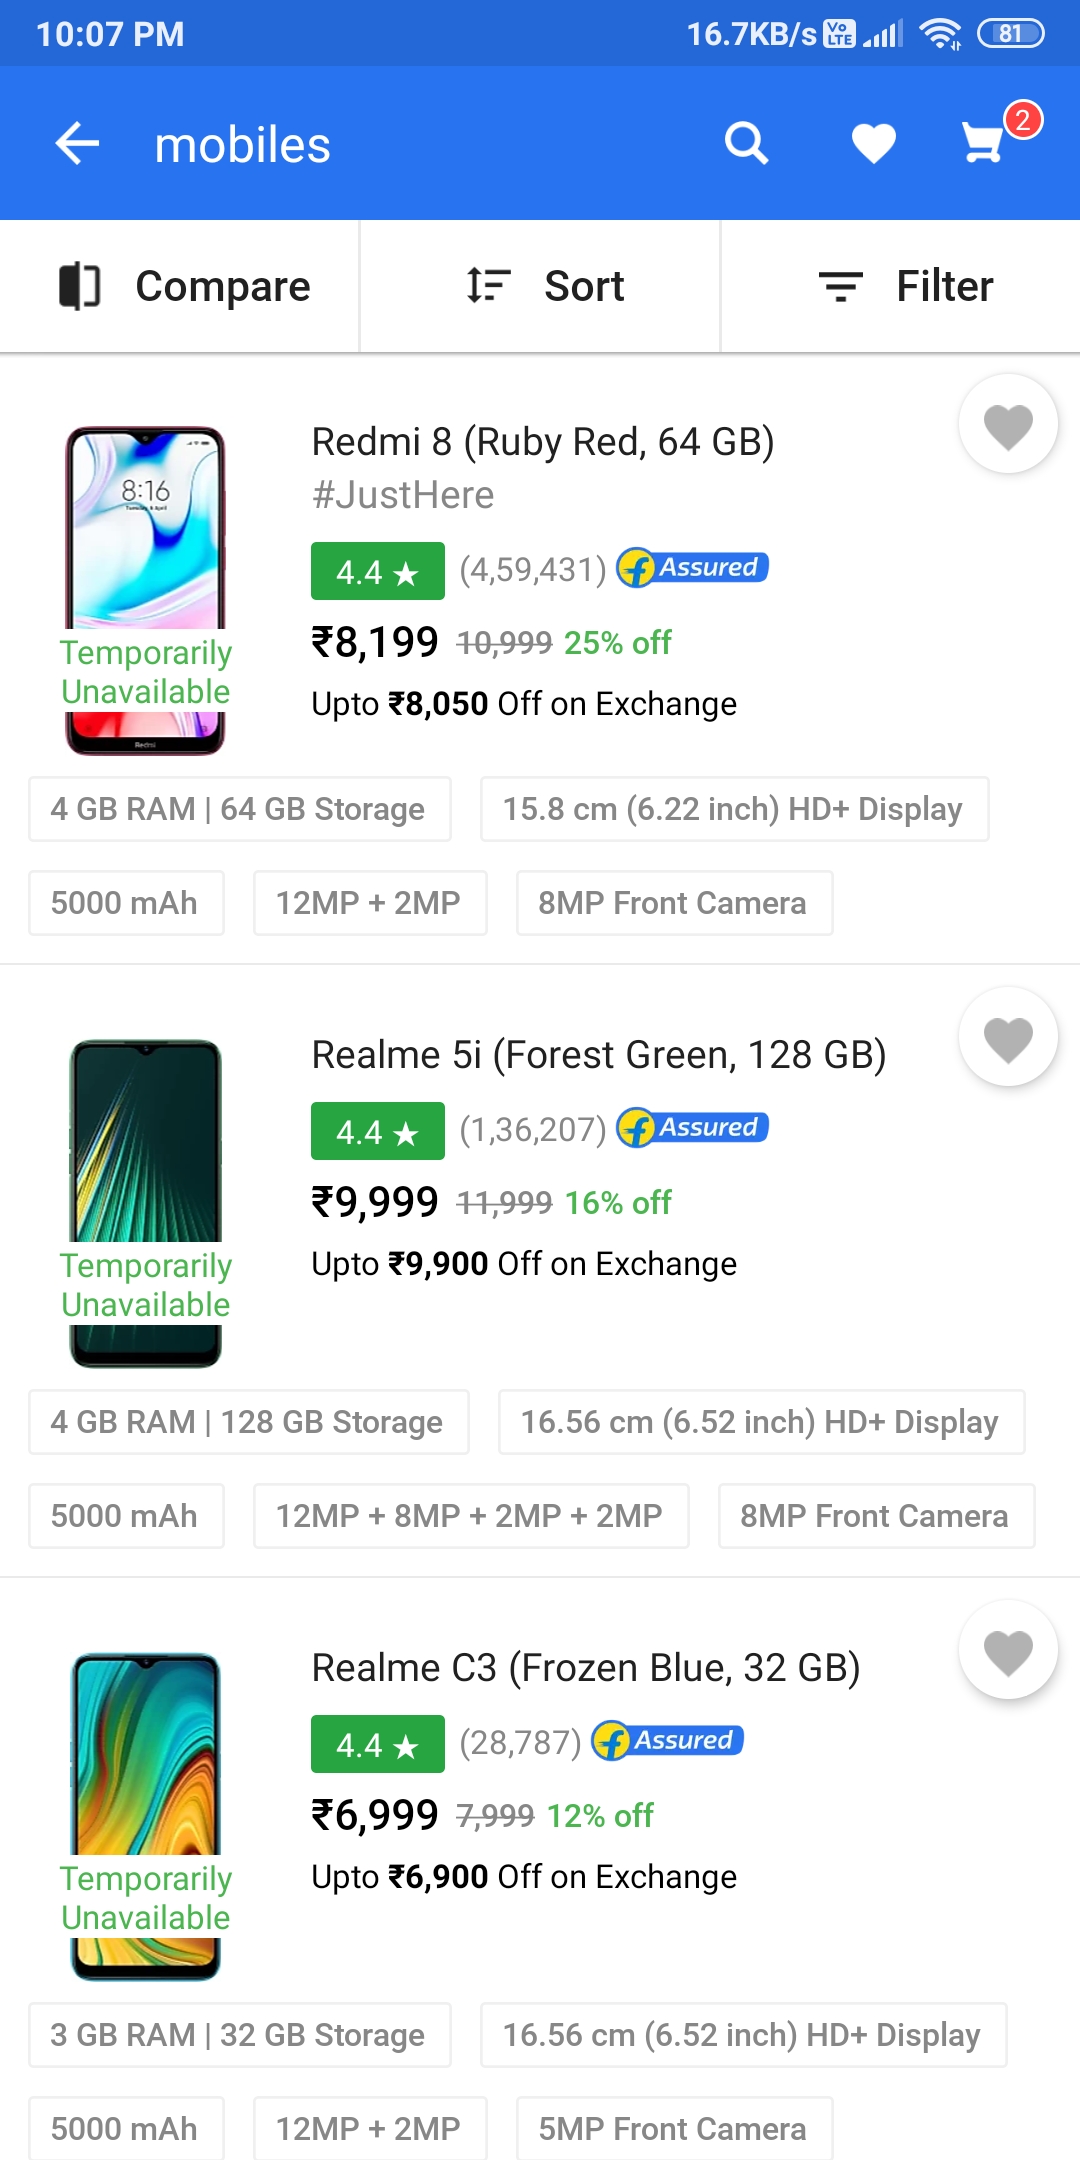 10:07 PM 16.7KB/s Vo LTE 81
mobiles 2
Compare Sort Filter
Redmi 8 (Ruby Red, 64 GB)
#JustHere
4.4 ★ (4,59,431) f Assured
₹8,199 10,999 25% off
Upto ₹8,050 Off on Exchange
8:16
Tuesday, 8 April
Temporarily
Unavailable
Redmi
4 GB RAM | 64 GB Storage 15.8 cm (6.22 inch) HD+ Display
5000 mAh 12MP + 2MP 8MP Front Camera
Realme 5i (Forest Green, 128 GB)
4.4 ★ (1,36,207) f Assured
₹9,999 11,999 16% off
Upto ₹9,900 Off on Exchange
Temporarily
Unavailable
4 GB RAM | 128 GB Storage 16.56 cm (6.52 inch) HD+ Display
5000 mAh 12MP + 8MP + 2MP + 2MP 8MP Front Camera
Realme C3 (Frozen Blue, 32 GB)
4.4 ★ (28,787) f Assured
₹6,999 7,999 12% off
Upto ₹6,900 Off on Exchange
Temporarily
Unavailable
3 GB RAM | 32 GB Storage 16.56 cm (6.52 inch) HD+ Display
5000 mAh 12MP + 2MP 5MP Front Camera